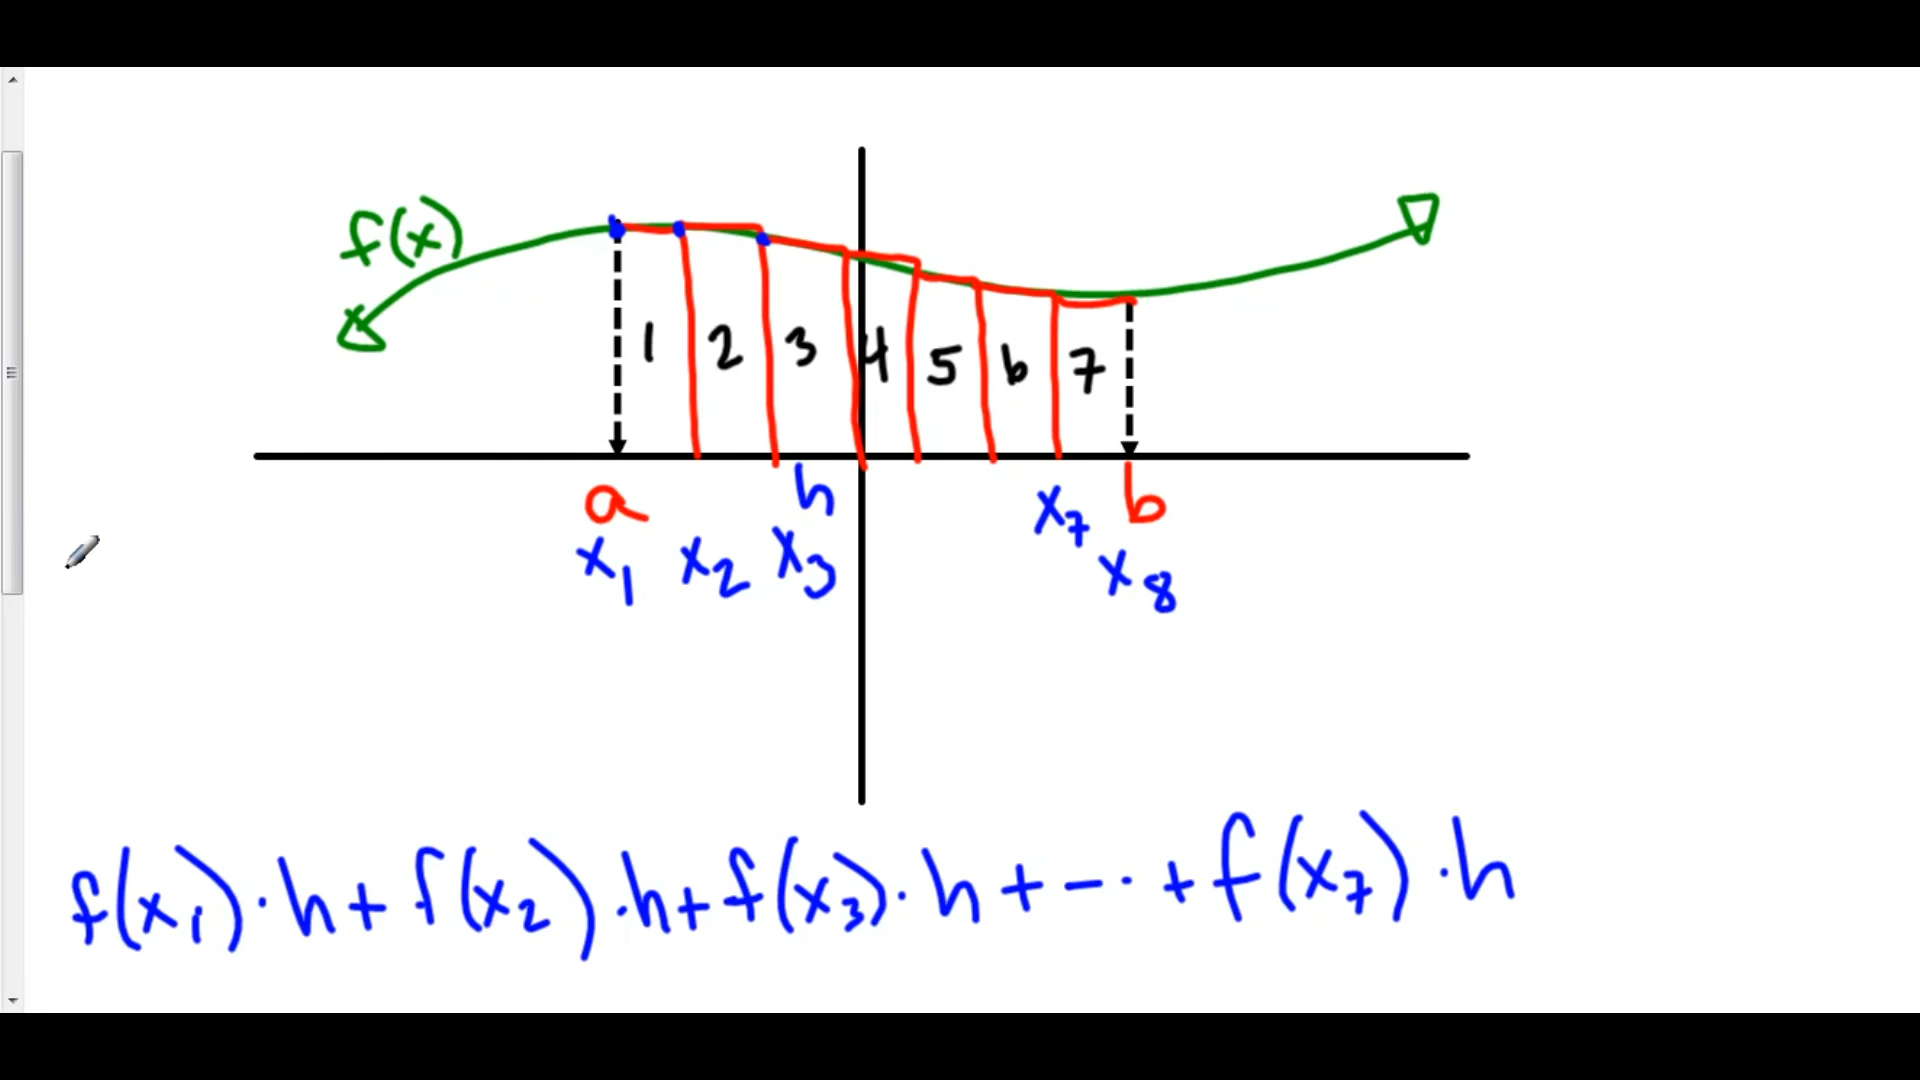 f(x)
1 2 3 4 5 6 7
a h x₇ b
x₁ x₂ x₃ x₈
f(x₁)·h+f(x₂)·h+f(x₃)·h+--·+f(x₇)·h